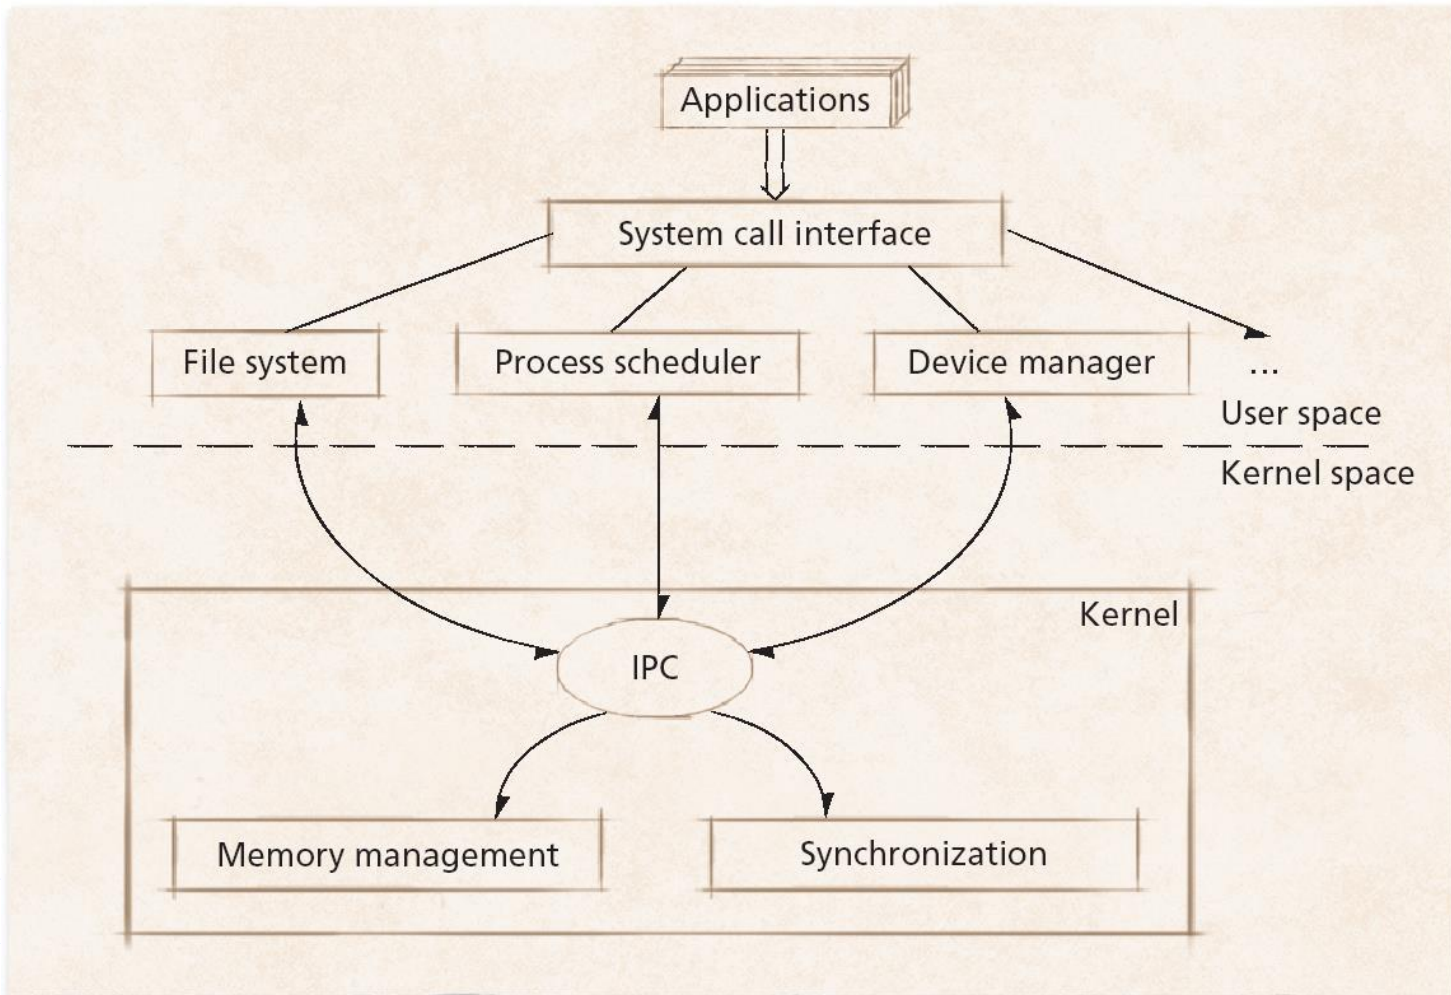 Applications
System call interface
File system
Process scheduler
Device manager
...
User space
Kernel space
Kernel
IPC
Memory management
Synchronization